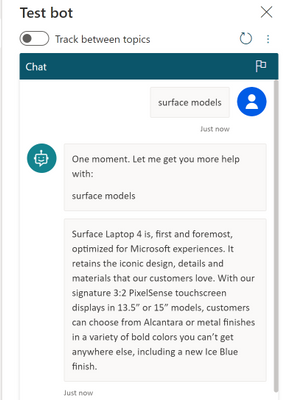 Test bot
Track between topics
Chat
surface models
Just now
One moment. Let me get you more help
with:
surface models
Surface Laptop 4 is, first and foremost,
optimized for Microsoft experiences. It
retains the iconic design, details and
materials that our customers love. With our
signature 3:2 PixelSense touchscreen
displays in 13.5” or 15” models, customers
can choose from Alcantara or metal finishes
in a variety of bold colors you can’t get
anywhere else, including a new Ice Blue
finish.
Just now